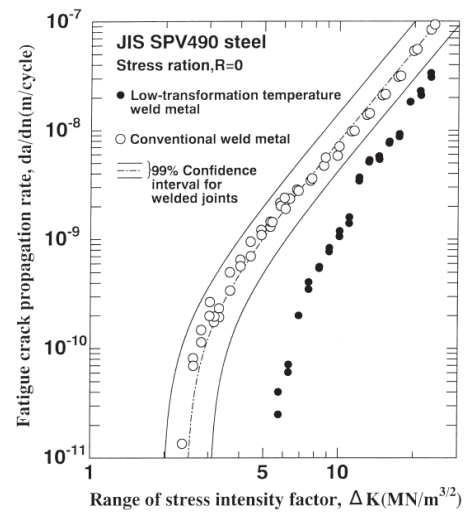 10-7
JIS SPV490 steel
Stress ration,R=0
Low-transformation temperature
weld metal
10-8
Conventional weld metal
99% Confidence
interval for
welded joints
10-9
10-10
10-11
Fatigue crack propagation rate, da/dn(m/cycle)
1
5
10
Range of stress intensity factor, ΔK(MN/m3/2)